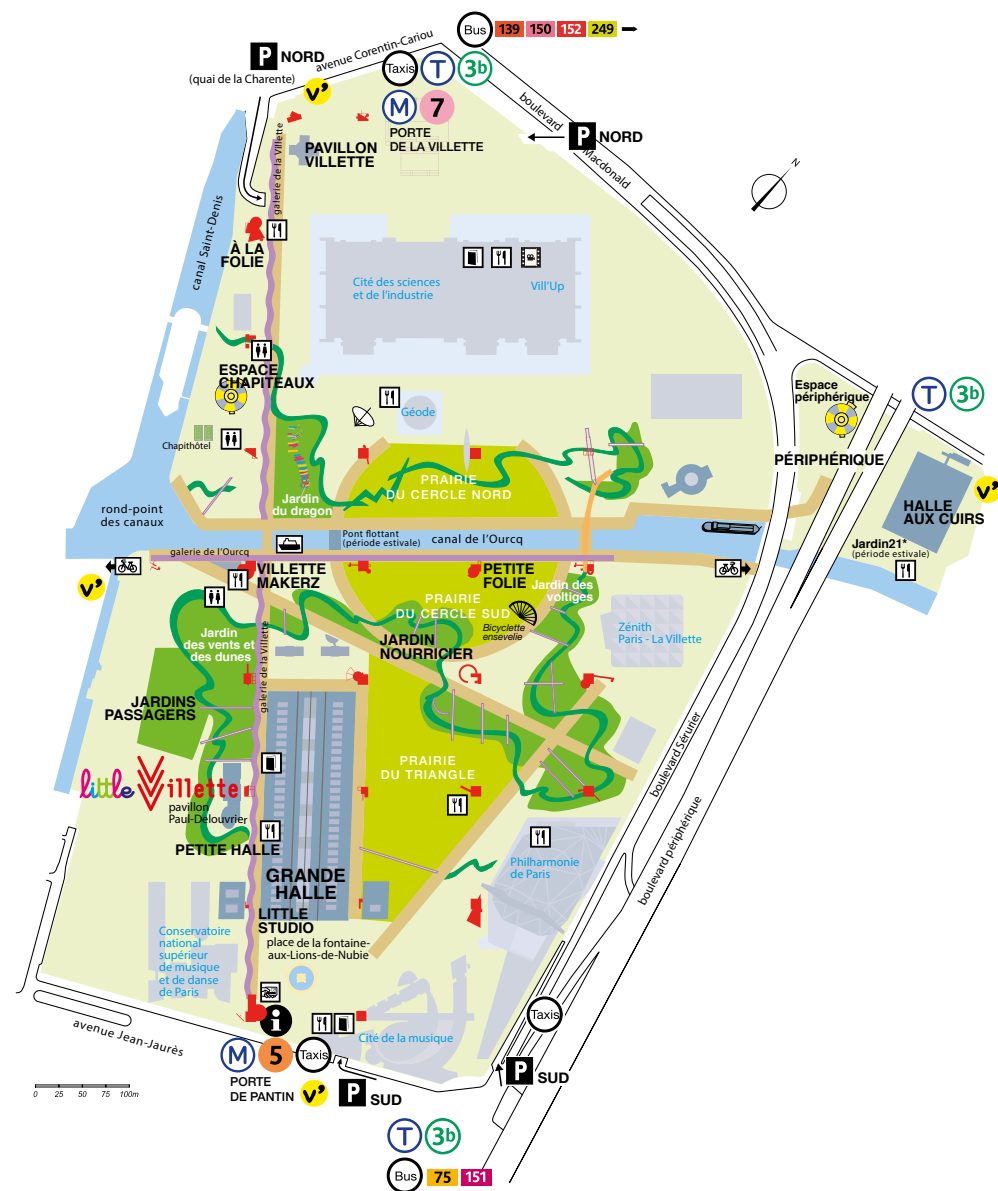 Bus 139 150 152 249
P NORD
(quai de la Charente)
avenue Corentin-Cariou
Taxis T 3b
v'
M 7
PORTE
DE LA VILLETTE
boulevard
Macdonald
P NORD
N
PAVILLON
VILLETTE
galerie de la Villette
canal Saint-Denis
À LA
FOLIE
Cité des sciences
et de l'industrie
Vill'Up
ESPACE
CHAPITEAUX
Géode
Chapithôtel
Espace
périphérique
T 3b
PÉRIPHÉRIQUE
HALLE
AUX CUIRS
v'
Jardin21*
(période estivale)
PRAIRIE
DU CERCLE NORD
Jardin
du dragon
rond-point
des canaux
Pont flottant
(période estivale)
canal de l'Ourcq
galerie de l'Ourcq
v'
VILLETTE
MAKERZ
PETITE
FOLIE
Jardin des
voltiges
PRAIRIE
DU CERCLE SUD
Bicyclette
ensevelie
Zénith
Paris - La Villette
Jardin
des vents et
des dunes
galerie de la Villette
JARDIN
NOURRICIER
JARDINS
PASSAGERS
boulevard Sérurier
boulevard périphérique
PRAIRIE
DU TRIANGLE
little Villette
pavillon
Paul-Delouvrier
PETITE HALLE
GRANDE
HALLE
Philharmonie
de Paris
LITTLE
STUDIO
place de la fontaine-
aux-Lions-de-Nubie
Conservatoire
national
supérieur
de musique
et de danse
de Paris
i
Cité de la musique
Taxis
avenue Jean-Jaurès
M 5 Taxis
PORTE
DE PANTIN
v'
P SUD
P SUD
0 25 50 75 100m
T 3b
Bus 75 151